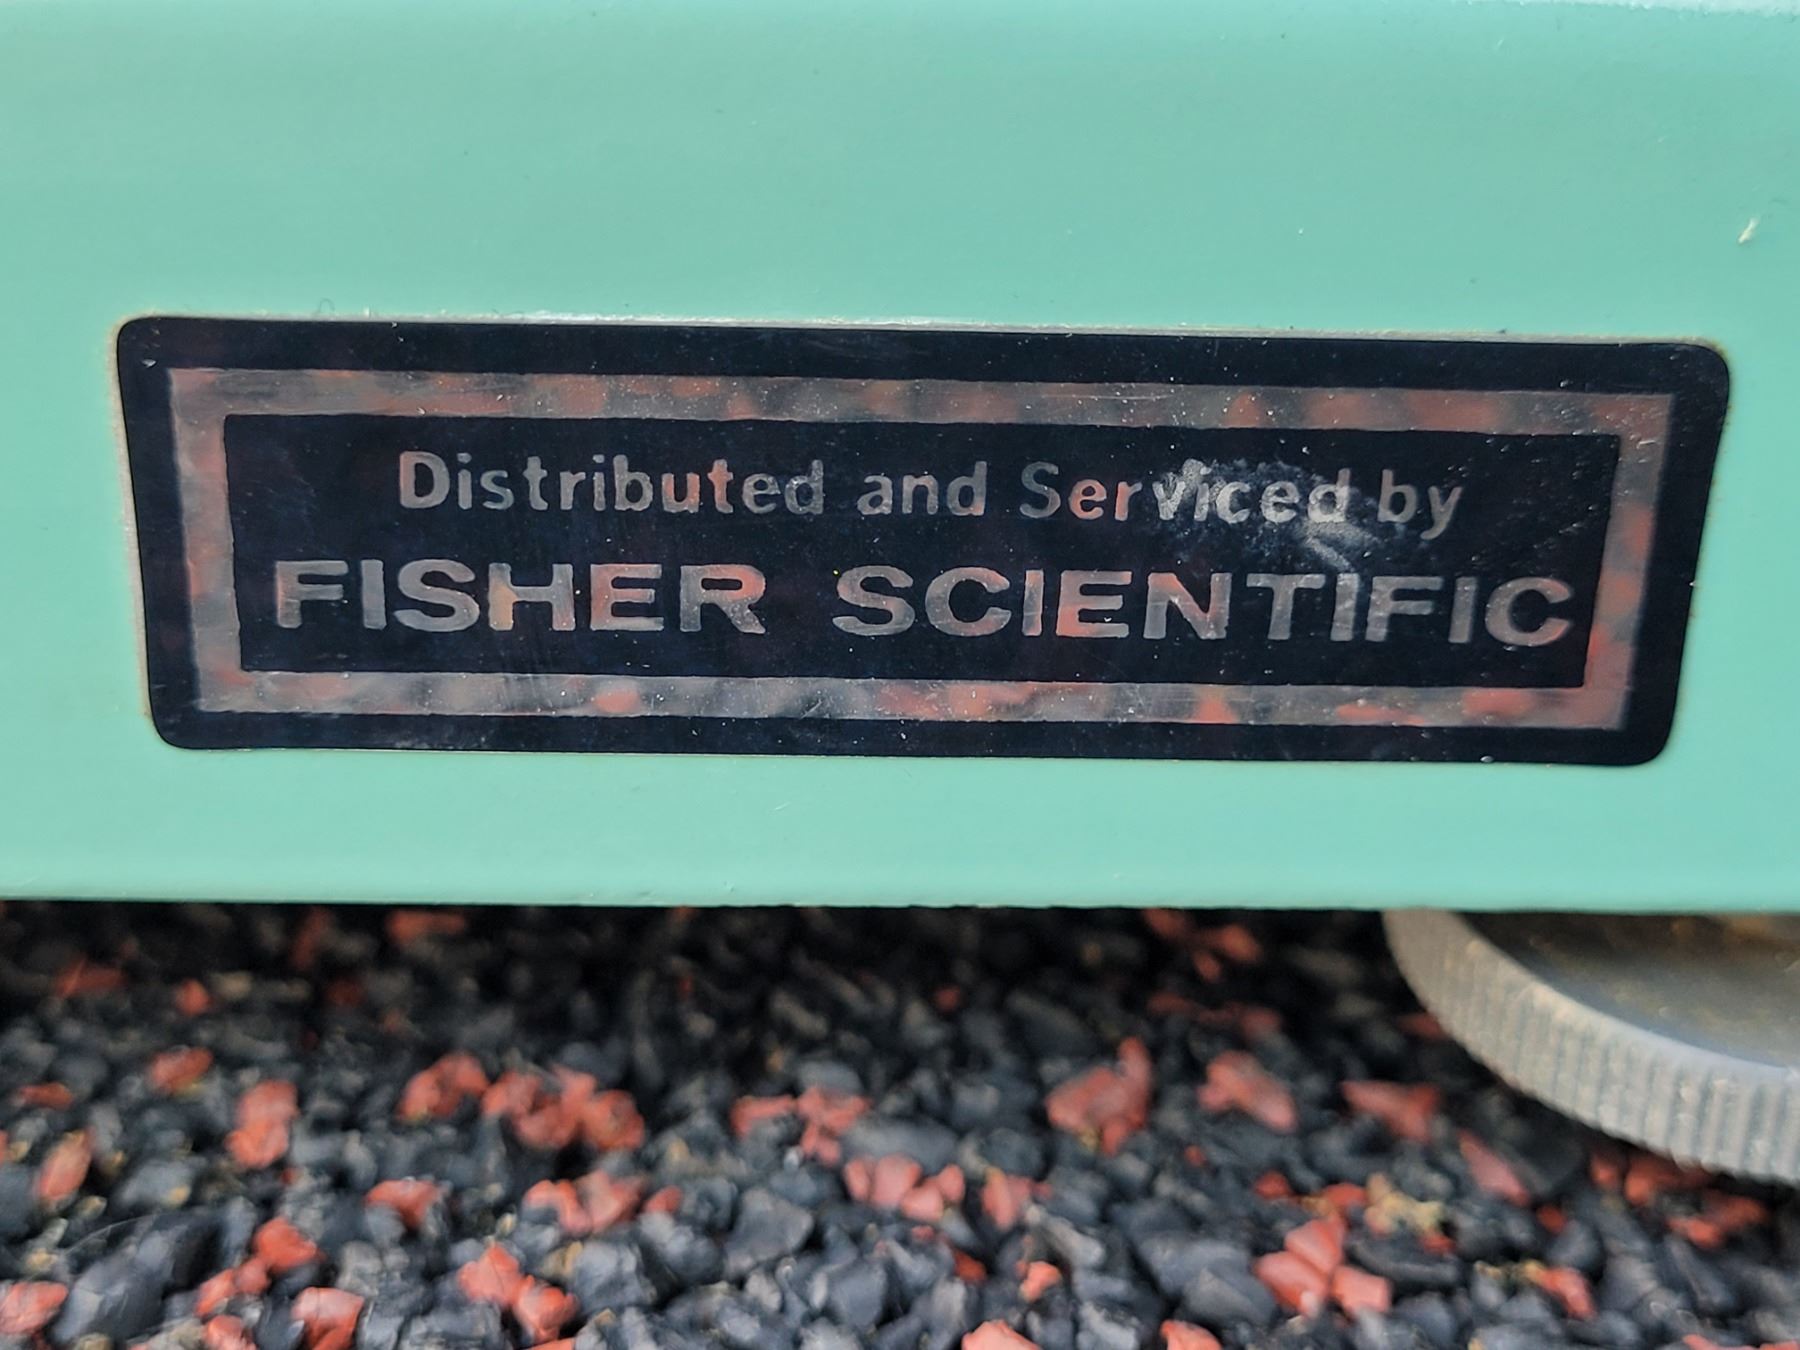 Distributed and Serviced by
FISHER SCIENTIFIC